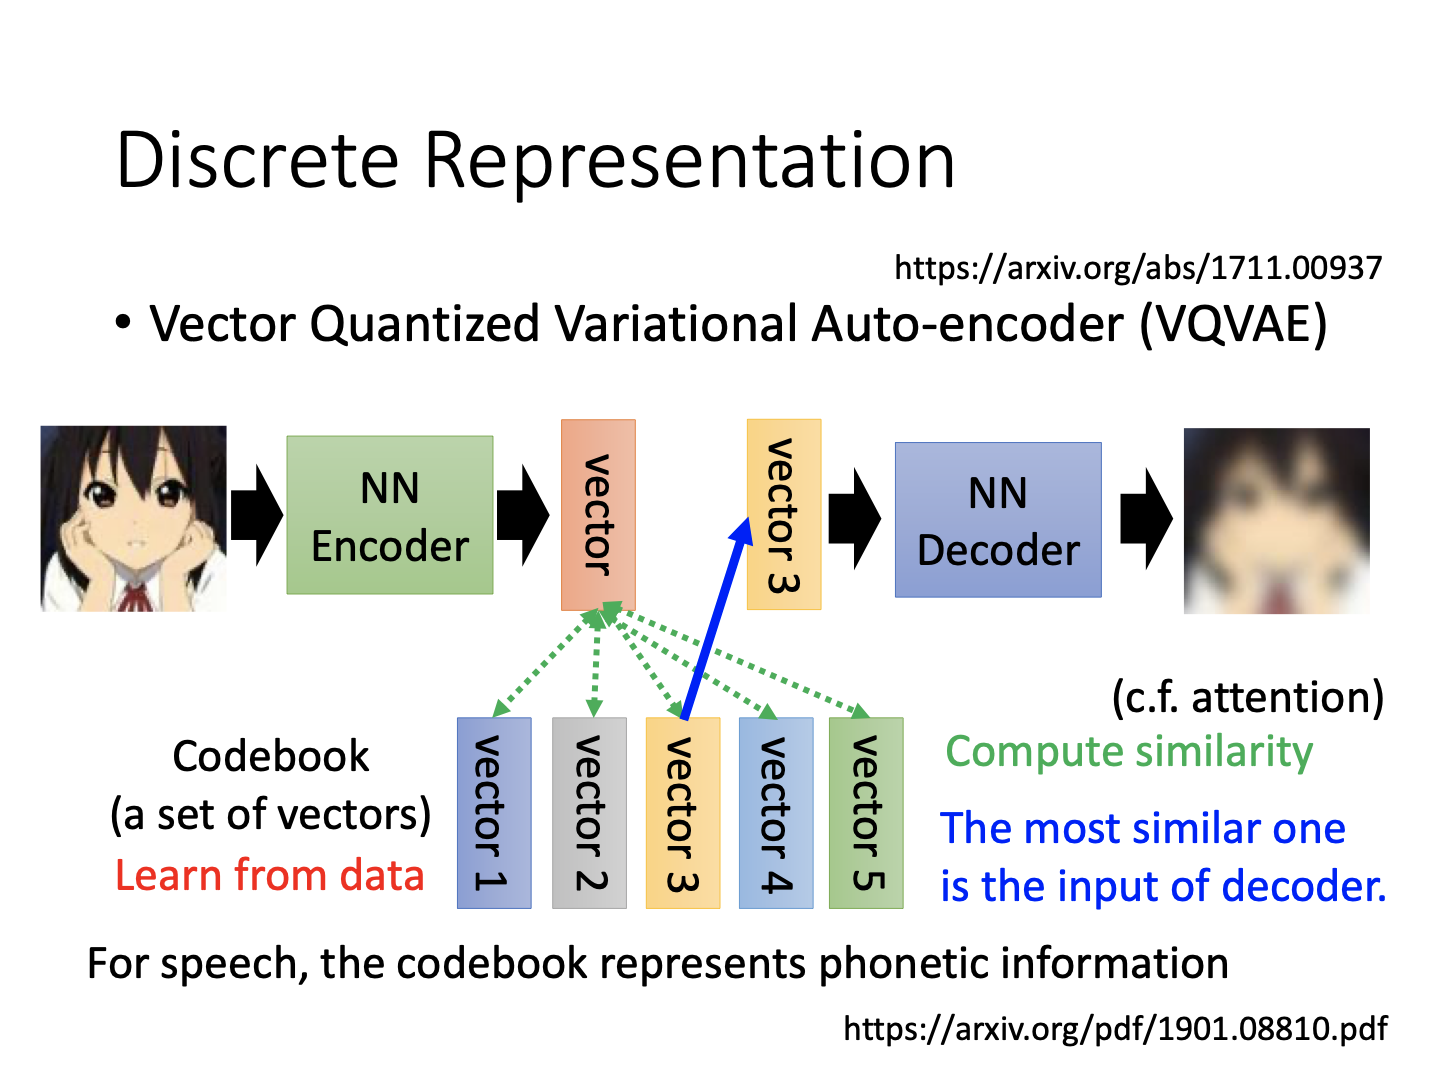 Discrete Representation
https://arxiv.org/abs/1711.00937
• Vector Quantized Variational Auto-encoder (VQVAE)
NN
Encoder
vector
vector 3
NN
Decoder
Codebook
(a set of vectors)
Learn from data
vector 1
vector 2
vector 3
vector 4
vector 5
(c.f. attention)
Compute similarity
The most similar one
is the input of decoder.
For speech, the codebook represents phonetic information
https://arxiv.org/pdf/1901.08810.pdf